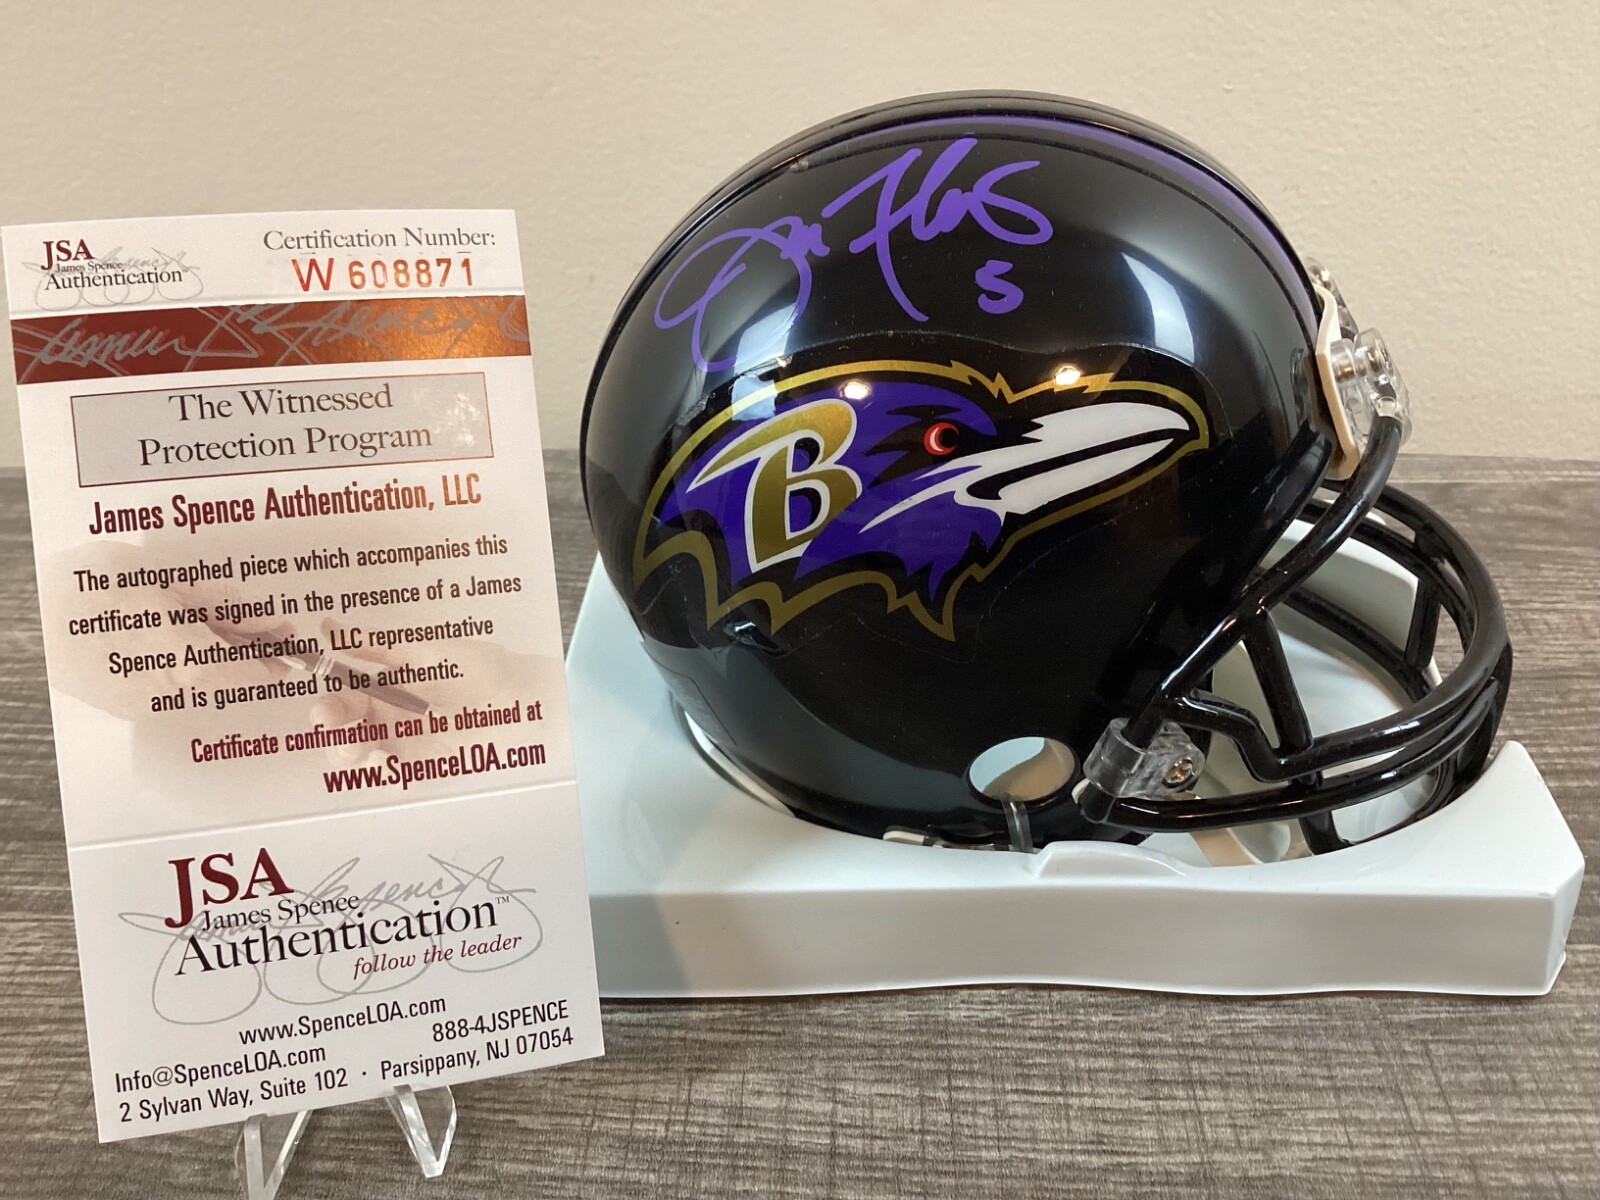 JSA
James Spence
Authentication
Certification Number:
W 608871
The Witnessed
Protection Program
James Spence Authentication, LLC
The autographed piece which accompanies this
certificate was signed in the presence of a James
Spence Authentication, LLC representative
and is guaranteed to be authentic.
Certificate confirmation can be obtained at
www.SpenceLOA.com
JSA
James Spence
Authentication™
follow the leader
www.SpenceLOA.com
888-4JSPENCE
Info@SpenceLOA.com
2 Sylvan Way, Suite 102 · Parsippany, NJ 07054
5
B